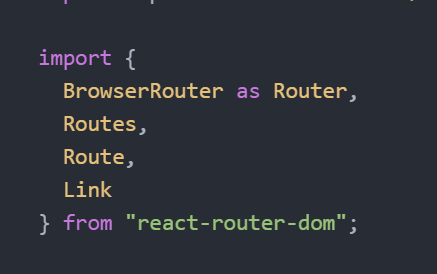 import {
BrowserRouter as Router,
Routes,
Route,
Link
} from "react-router-dom";